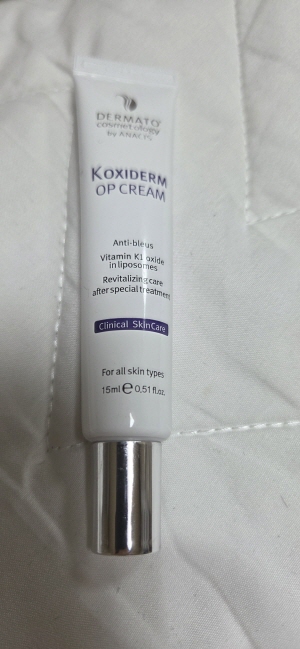 DERMATO
cosmetology
by ANACIS
KOXIDERM
OP CREAM
Anti-bleus
Vitamin K1 oxide
in liposomes
Revitalizing care
after special treatment
Clinical SkinCare
For all skin types
15ml ℮ 0,51 fl.oz.